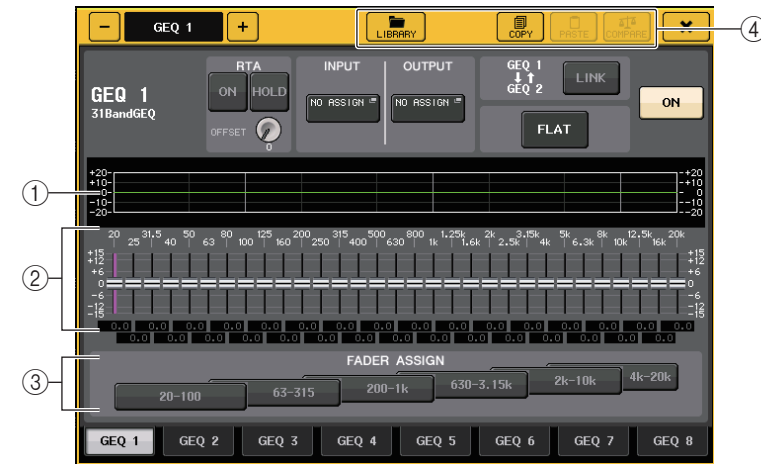 − GEQ 1 + LIBRARY COPY PASTE COMPARE × ④
GEQ 1
31BandGEQ
RTA
ON HOLD
OFFSET
0
INPUT OUTPUT
NO ASSIGN NO ASSIGN
GEQ 1
↓↑
GEQ 2
LINK
FLAT
ON
①
+20 +20
+10 +10
0 0
-10 -10
-20 -20
②
20 31.5 50 80 125 200 315 500 800 1.25k 2k 3.15k 5k 8k 12.5k 20k
25 40 63 100 160 250 400 630 1k 1.6k 2.5k 4k 6.3k 10k 16k
+15 +15
+12 +12
+6 +6
0 0
-6 -6
-12 -12
-15 -15
0.0 0.0 0.0 0.0 0.0 0.0 0.0 0.0 0.0 0.0 0.0 0.0 0.0 0.0 0.0 0.0
0.0 0.0 0.0 0.0 0.0 0.0 0.0 0.0 0.0 0.0 0.0 0.0 0.0 0.0 0.0
③
FADER ASSIGN
20-100 63-315 200-1k 630-3.15k 2k-10k 4k-20k
GEQ 1 GEQ 2 GEQ 3 GEQ 4 GEQ 5 GEQ 6 GEQ 7 GEQ 8